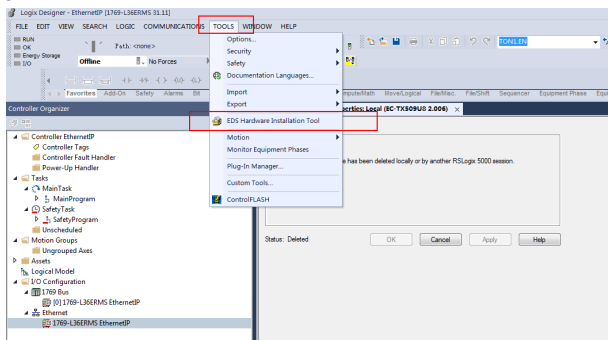 Logix Designer - EthernetIP [1769-L36ERMS 31.11]
FILE EDIT VIEW SEARCH LOGIC COMMUNICATIONS TOOLS WINDOW HELP
RUN
OK
Energy Storage
I/O
Path: <none>
Offline
No Forces
TON1.EN
Favorites Add-On Safety Alarms Bit
Compute/Math Move/Logical File/Misc. File/Shift Sequencer Equipment Phase
Options...
Security
Safety
Documentation Languages...
Import
Export
EDS Hardware Installation Tool
Motion
Monitor Equipment Phases
Plug-In Manager...
Custom Tools...
ControlFLASH
Controller Organizer
Controller EthernetIP
Controller Tags
Controller Fault Handler
Power-Up Handler
Tasks
MainTask
MainProgram
SafetyTask
SafetyProgram
Unscheduled
Motion Groups
Ungrouped Axes
Assets
Logical Model
I/O Configuration
1769 Bus
[0] 1769-L36ERMS EthernetIP
Ethernet
1769-L36ERMS EthernetIP
Properties: Local (EC-TX509U8 2.006)
has been deleted locally or by another RSLogix 5000 session.
Status: Deleted
OK Cancel Apply Help